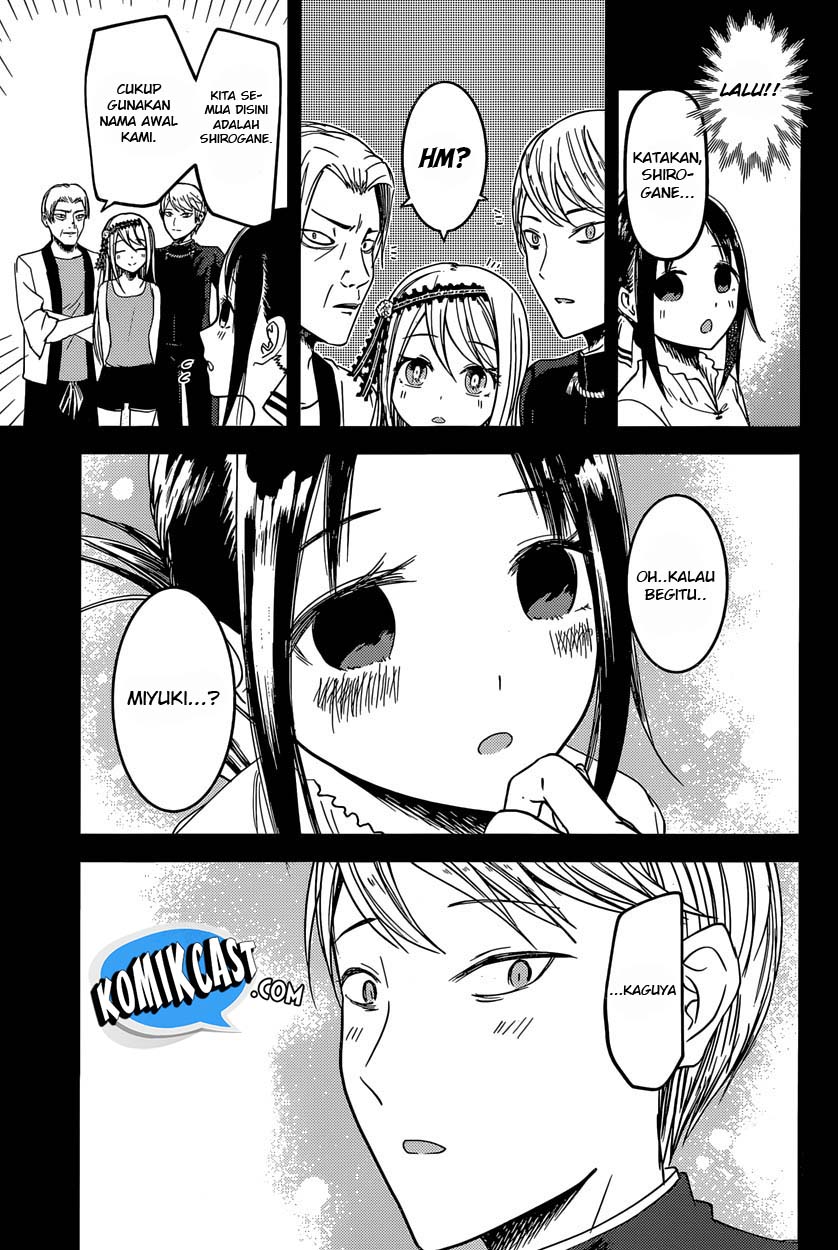 LALU!!
KATAKAN,
SHIRO-
GANE...
HM?
KITA SE-
MUA DISINI
ADALAH
SHIROGANE.
CUKUP
GUNAKAN
NAMA AWAL
KAMI.
OH..KALAU
BEGITU..
MIYUKI...?
...KAGUYA
KOMIKCAST
.COM